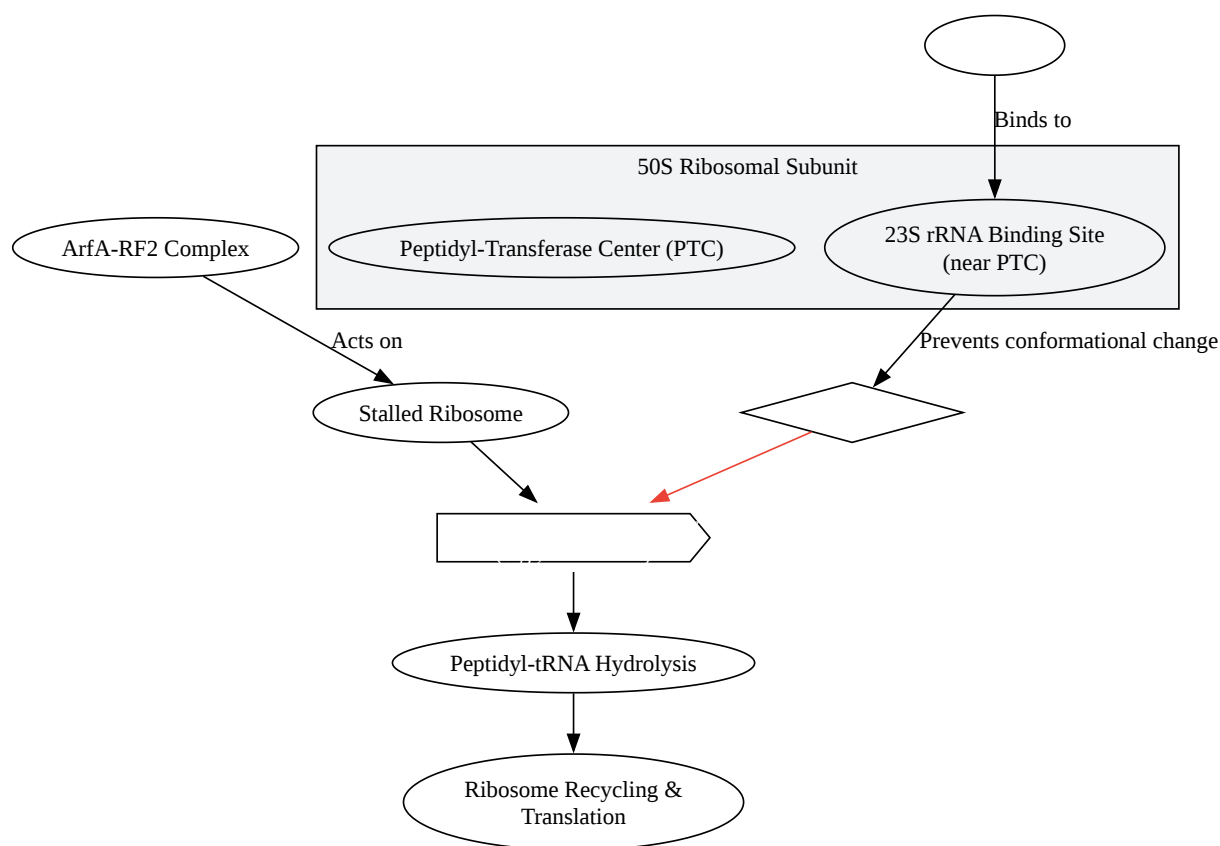 Binds to
50S Ribosomal Subunit
ArfA-RF2 Complex
Peptidyl-Transferase Center (PTC)
23S rRNA Binding Site
(near PTC)
Acts on
Prevents conformational change
Stalled Ribosome
Peptidyl-tRNA Hydrolysis
Ribosome Recycling &
Translation